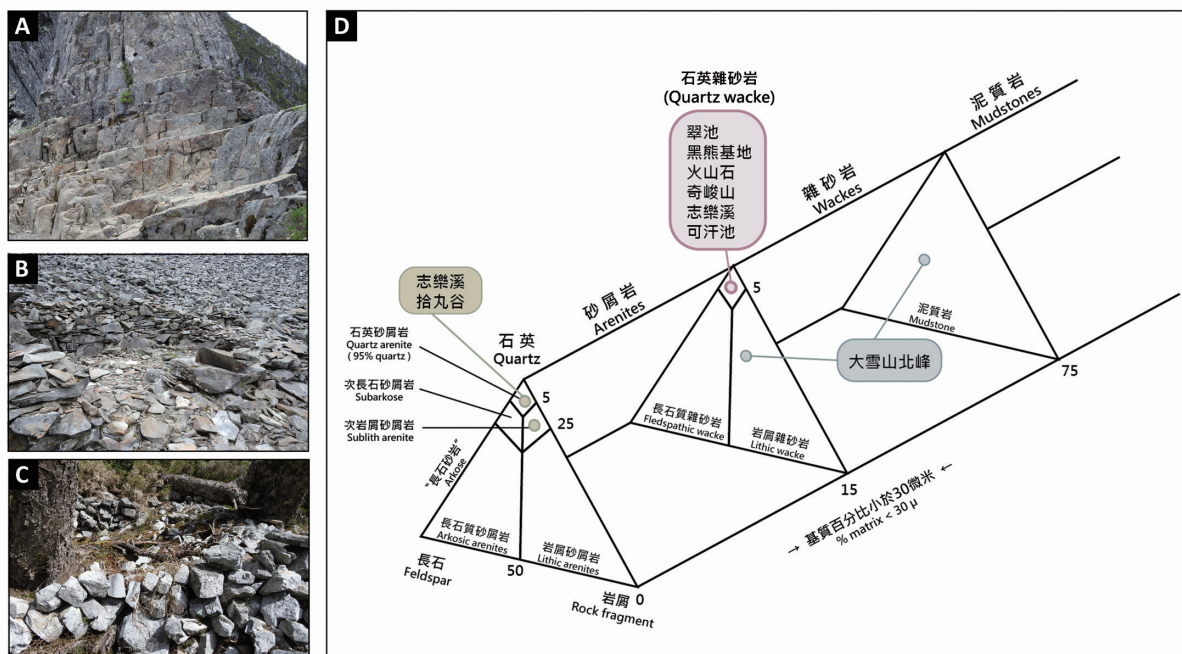 A
B
C
D
石英雜砂岩
(Quartz wacke)
翠池
黑熊基地
火山石
奇峻山
志樂溪
可汗池
泥質岩
Mudstones
雜砂岩
Wackes
砂屑岩
Arenites
志樂溪
拾丸谷
石英
Quartz
石英砂屑岩
Quartz arenite
( 95% quartz )
次長石砂屑岩
Subarkose
次岩屑砂屑岩
Sublith arenite
5
25
"長石砂岩"
Arkose
長石質砂屑岩
Arkosic arenites
岩屑砂屑岩
Lithic arenites
長石
Feldspar
50
岩屑
Rock fragment
0
5
長石質雜砂岩
Fledspathic wacke
岩屑雜砂岩
Lithic wacke
15
泥質岩
Mudstone
大雪山北峰
75
→ 基質百分比小於30微米 ←
% matrix < 30 μ